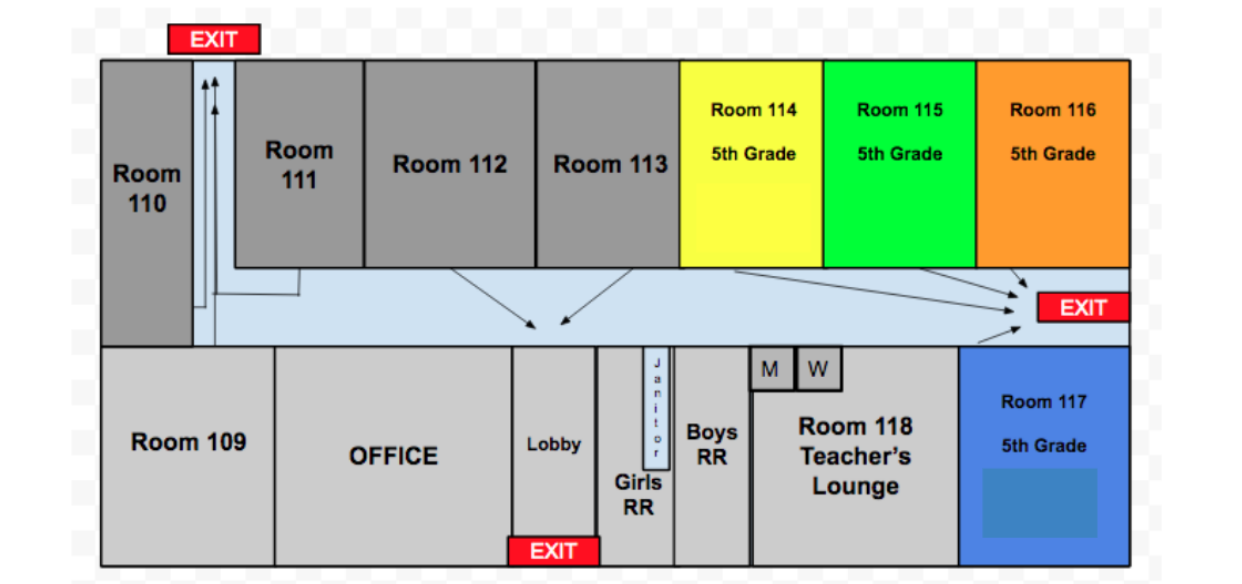 EXIT
Room
110
Room
111
Room 112
Room 113
Room 114
5th Grade
Room 115
5th Grade
Room 116
5th Grade
EXIT
Room 109
OFFICE
Lobby
EXIT
Janitor
Girls
RR
Boys
RR
M
W
Room 118
Teacher's
Lounge
Room 117
5th Grade